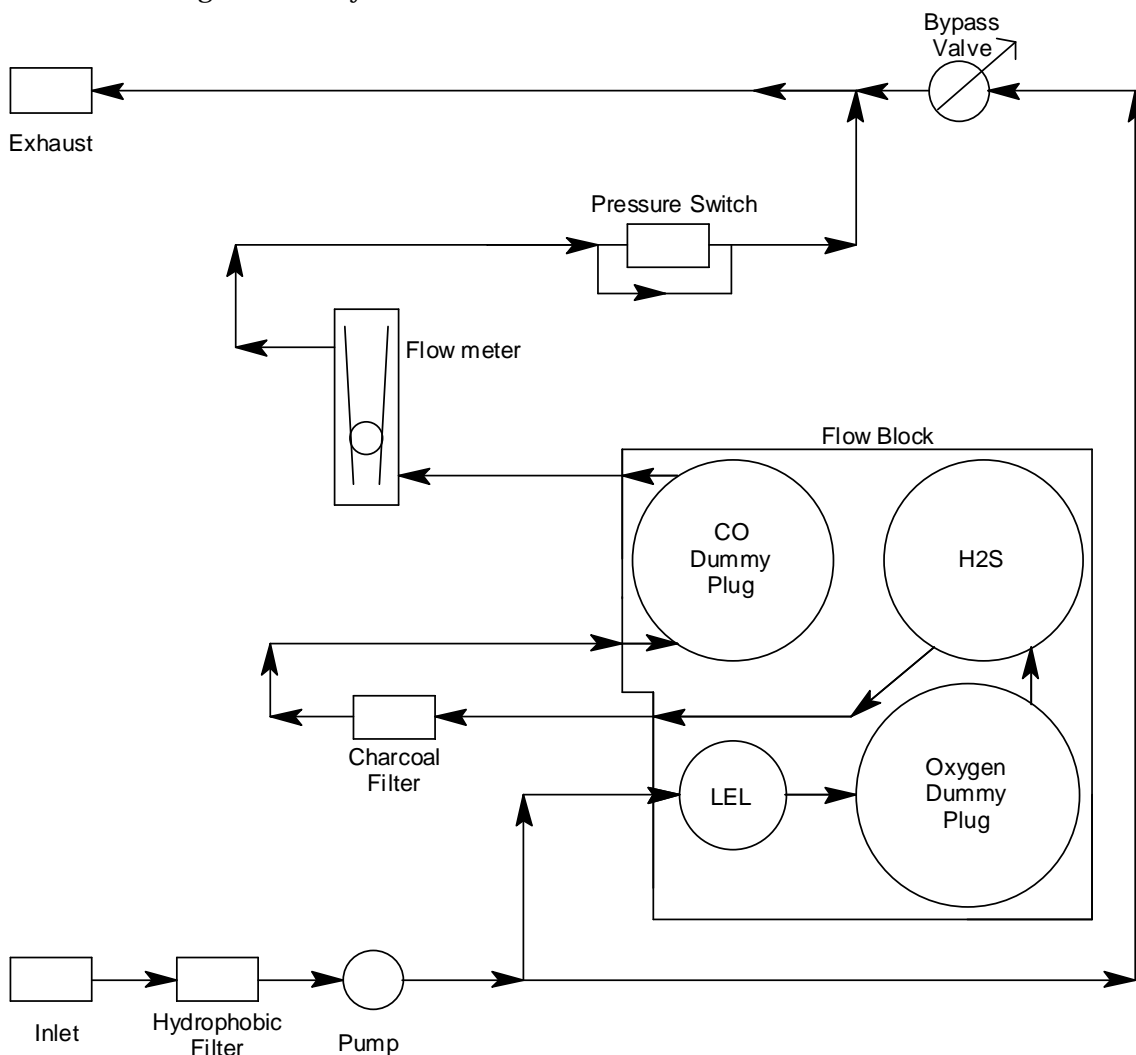 Bypass
Valve
Exhaust
Pressure Switch
Flow meter
Flow Block
CO
Dummy
Plug
H2S
Charcoal
Filter
LEL
Oxygen
Dummy
Plug
Inlet
Hydrophobic
Filter
Pump